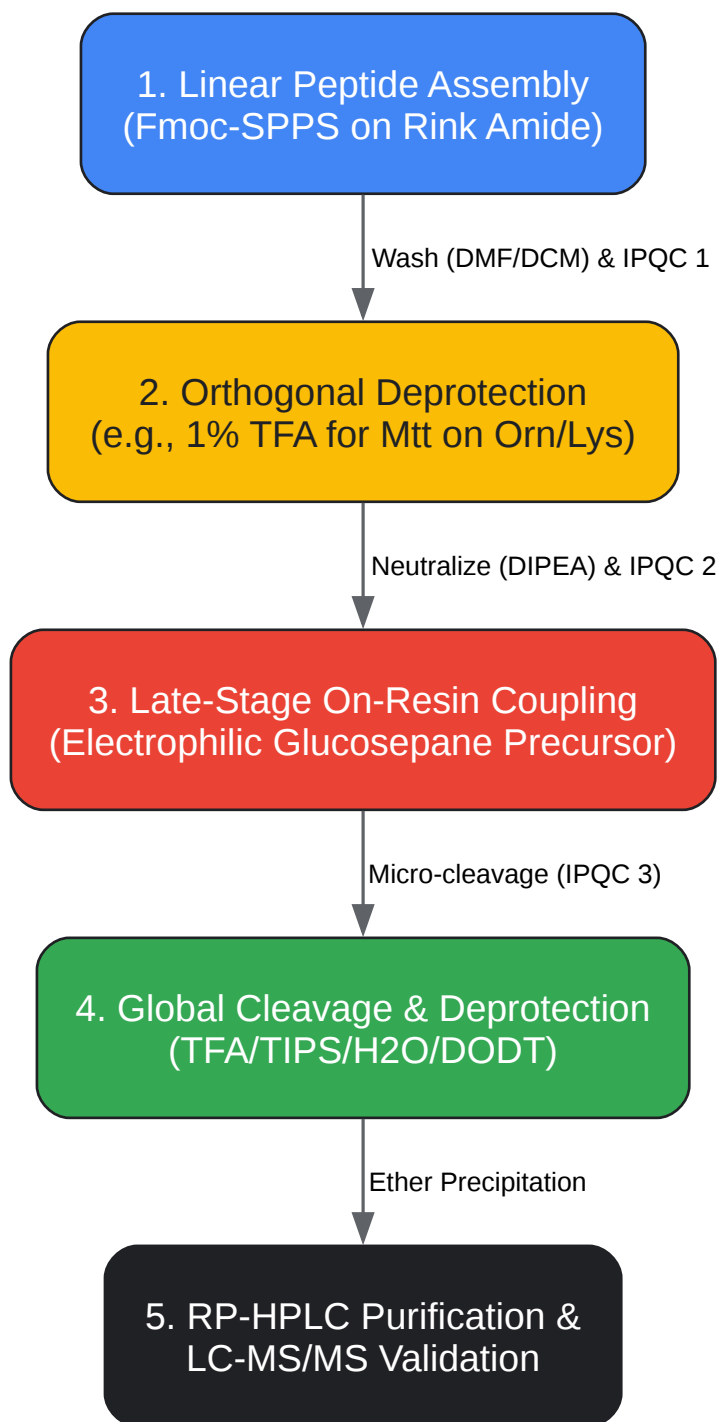 1. Linear Peptide Assembly
(Fmoc-SPPS on Rink Amide)
Wash (DMF/DCM) & IPQC 1
2. Orthogonal Deprotection
(e.g., 1% TFA for Mtt on Orn/Lys)
Neutralize (DIPEA) & IPQC 2
3. Late-Stage On-Resin Coupling
(Electrophilic Glucosepane Precursor)
Micro-cleavage (IPQC 3)
4. Global Cleavage & Deprotection
(TFA/TIPS/H2O/DODT)
Ether Precipitation
5. RP-HPLC Purification &
LC-MS/MS Validation